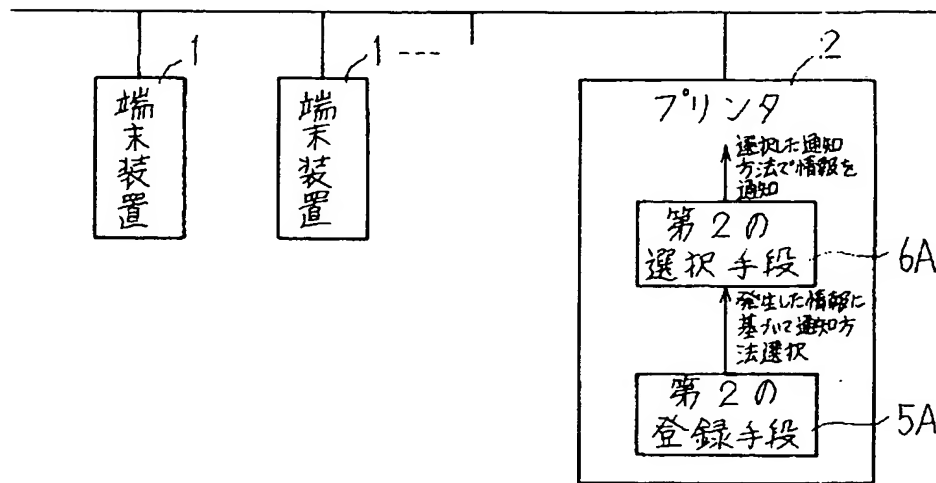 1
端末装置
1
端末装置
2
プリンタ
選択した通知
方法で情報を
通知
第2の
選択手段
6A
発生した情報に
基づいて通知方
法選択
第2の
登録手段
5A